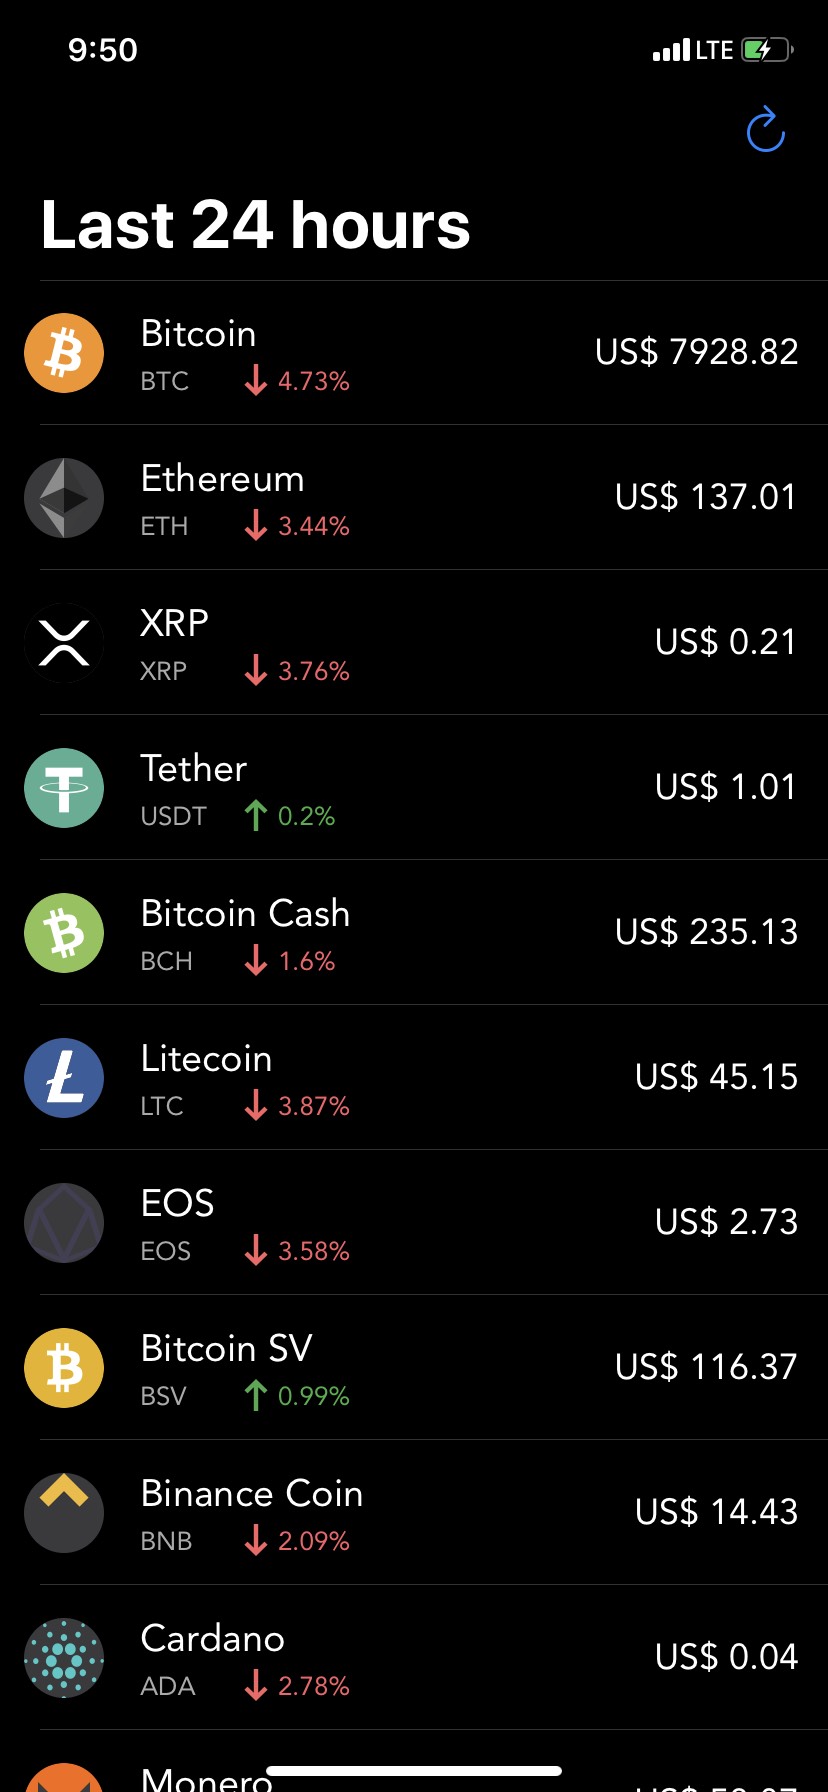 9:50 LTE
Last 24 hours
Bitcoin
US$ 7928.82
BTC 4.73%
Ethereum
US$ 137.01
ETH 3.44%
XRP
US$ 0.21
XRP 3.76%
Tether
US$ 1.01
USDT 0.2%
Bitcoin Cash
US$ 235.13
BCH 1.6%
Litecoin
US$ 45.15
LTC 3.87%
EOS
US$ 2.73
EOS 3.58%
Bitcoin SV
US$ 116.37
BSV 0.99%
Binance Coin
US$ 14.43
BNB 2.09%
Cardano
US$ 0.04
ADA 2.78%
Monero